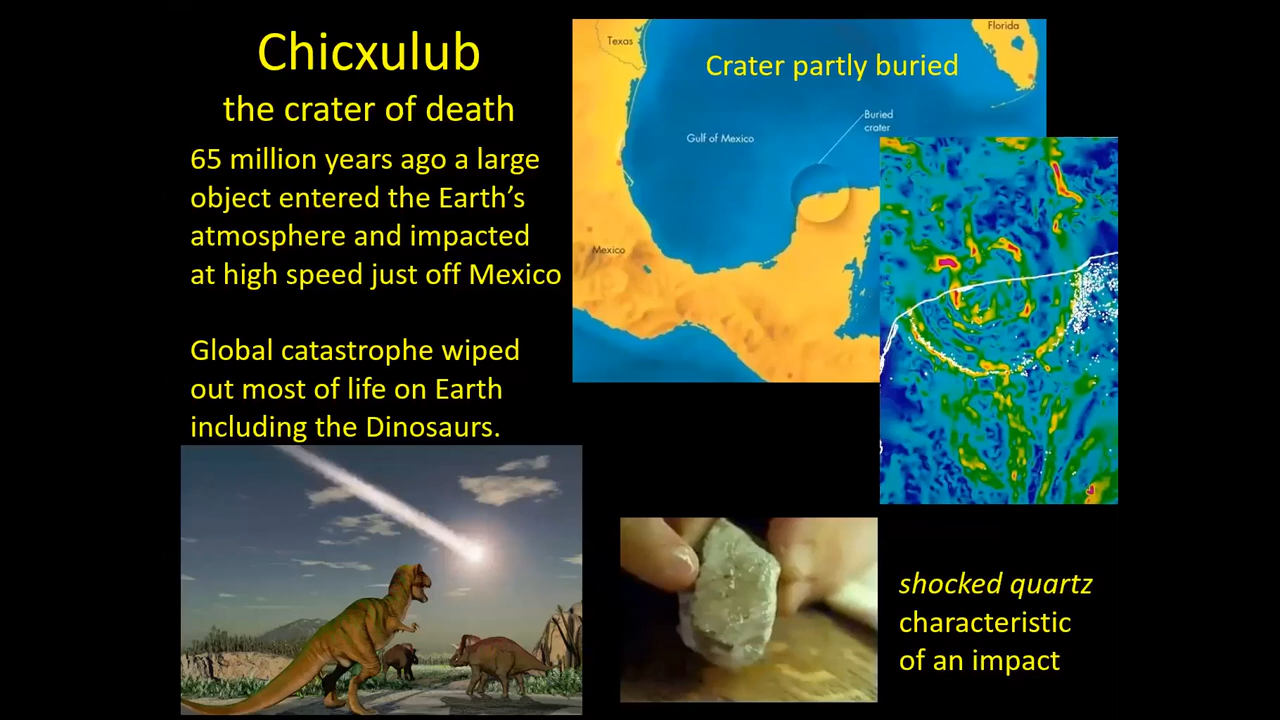 Chicxulub
the crater of death
65 million years ago a large
object entered the Earth’s
atmosphere and impacted
at high speed just off Mexico
Global catastrophe wiped
out most of life on Earth
including the Dinosaurs.
Texas
Florida
Crater partly buried
Buried
crater
Gulf of Mexico
Mexico
shocked quartz
characteristic
of an impact